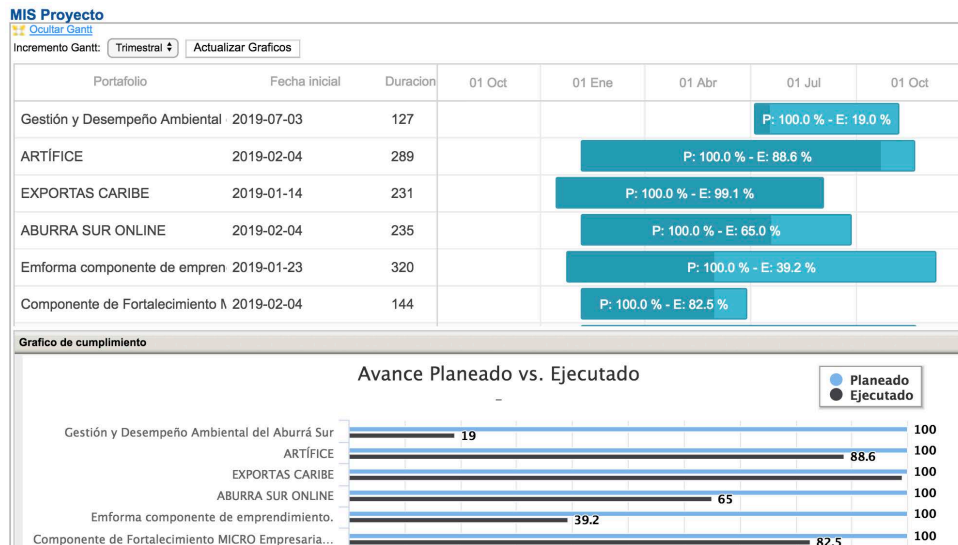 MIS Proyecto
Ocultar Gantt
Incremento Gantt: Trimestral Actualizar Graficos
Portafolio Fecha inicial Duracion 01 Oct 01 Ene 01 Abr 01 Jul 01 Oct
Gestión y Desempeño Ambiental 2019-07-03 127 P: 100.0 % - E: 19.0 %
ARTÍFICE 2019-02-04 289 P: 100.0 % - E: 88.6 %
EXPORTAS CARIBE 2019-01-14 231 P: 100.0 % - E: 99.1 %
ABURRA SUR ONLINE 2019-02-04 235 P: 100.0 % - E: 65.0 %
Emforma componente de empren 2019-01-23 320 P: 100.0 % - E: 39.2 %
Componente de Fortalecimiento M 2019-02-04 144 P: 100.0 % - E: 82.5 %
Grafico de cumplimiento
Avance Planeado vs. Ejecutado
–
Planeado
Ejecutado
Gestión y Desempeño Ambiental del Aburrá Sur 19 100
ARTÍFICE 88.6 100
EXPORTAS CARIBE 100
ABURRA SUR ONLINE 65 100
Emforma componente de emprendimiento. 39.2 100
Componente de Fortalecimiento MICRO Empresaria... 82.5 100